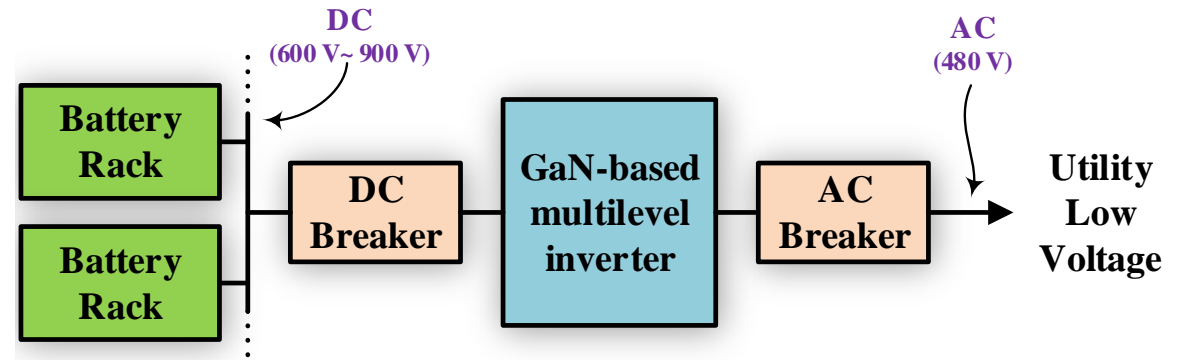 DC
(600 V~ 900 V)
AC
(480 V)
Battery
Rack
Battery
Rack
DC
Breaker
GaN-based
multilevel
inverter
AC
Breaker
Utility
Low
Voltage